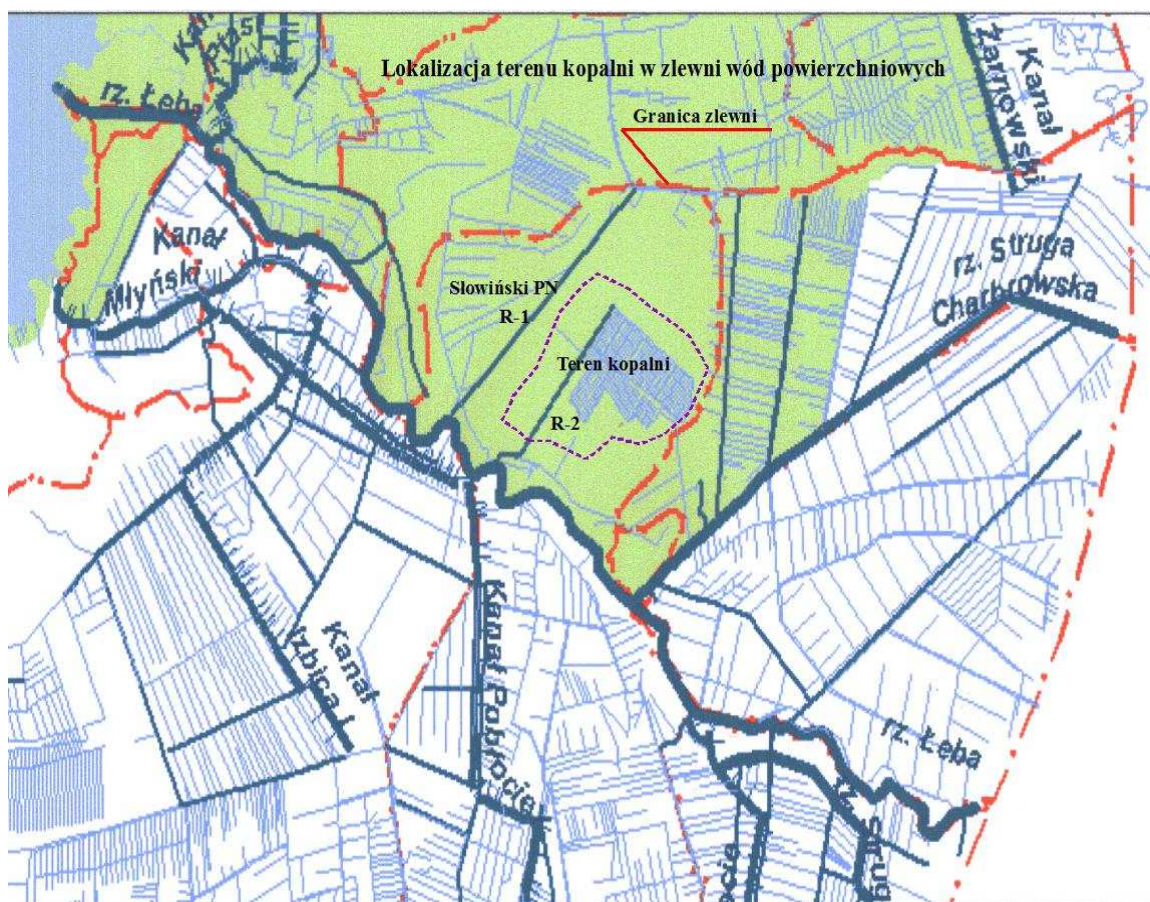 rz. Łeba
Lokalizacja terenu kopalni w zlewni wód powierzchniowych
Kanał
Żarnowski
Granica zlewni
Kanał
Młyński
rz. Struga
Charbrowska
Słowiński PN
R-1
Teren kopalni
R-2
Kanał
Izbica I
Kanał Pobłocie I
rz. Łeba